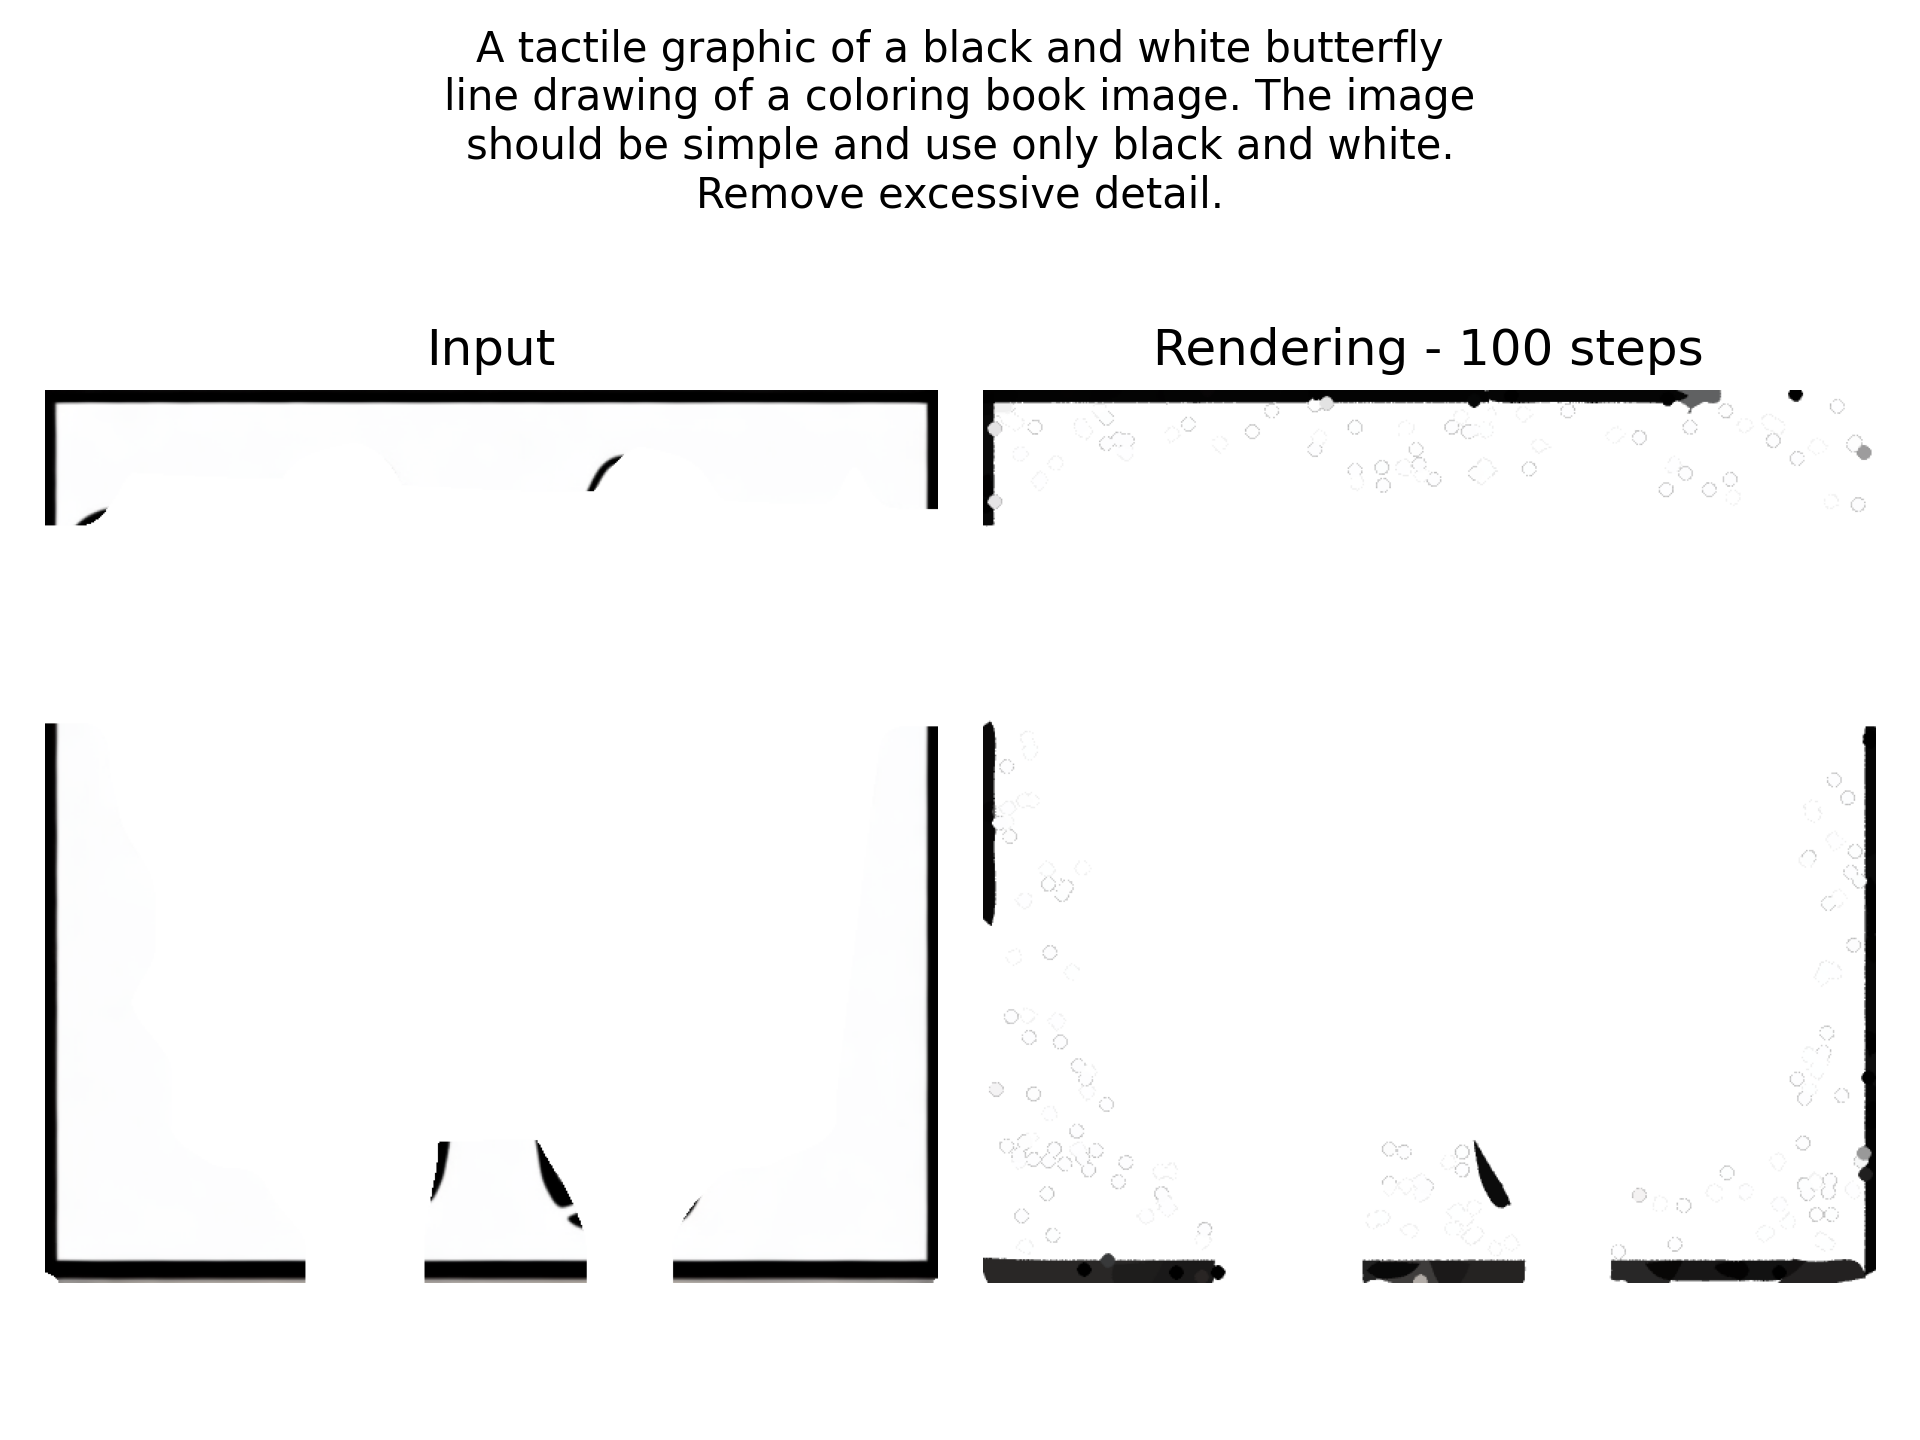 A tactile graphic of a black and white butterfly
line drawing of a coloring book image. The image
should be simple and use only black and white.
Remove excessive detail.
Input
Rendering - 100 steps